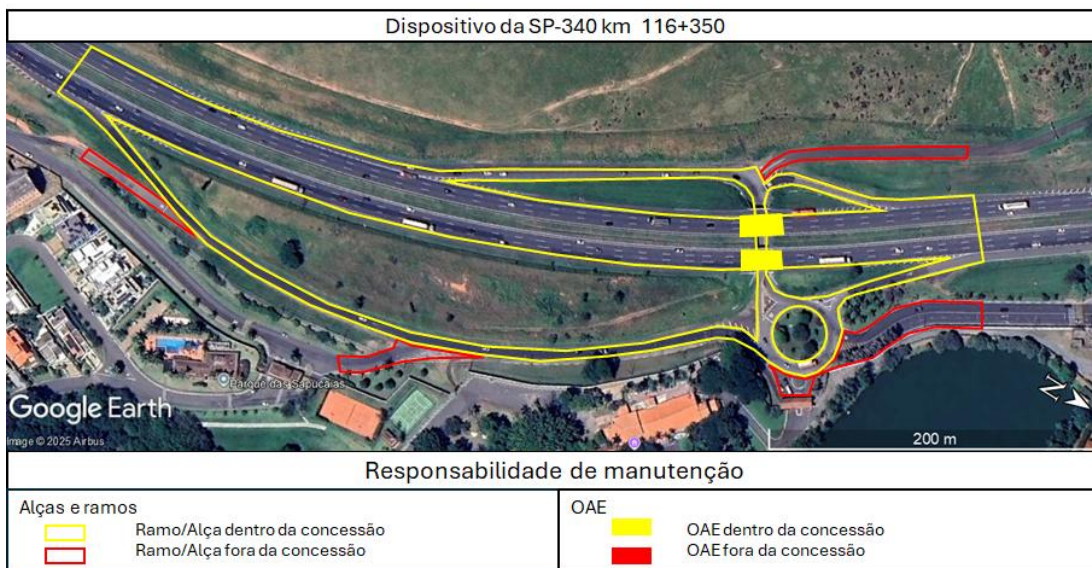 Dispositivo da SP-340 km 116+350
Parque das Sapucaias
Google Earth
Image © 2025 Airbus
N
200 m
Responsabilidade de manutenção
Alças e ramos
Ramo/Alça dentro da concessão
Ramo/Alça fora da concessão
OAE
OAE dentro da concessão
OAE fora da concessão